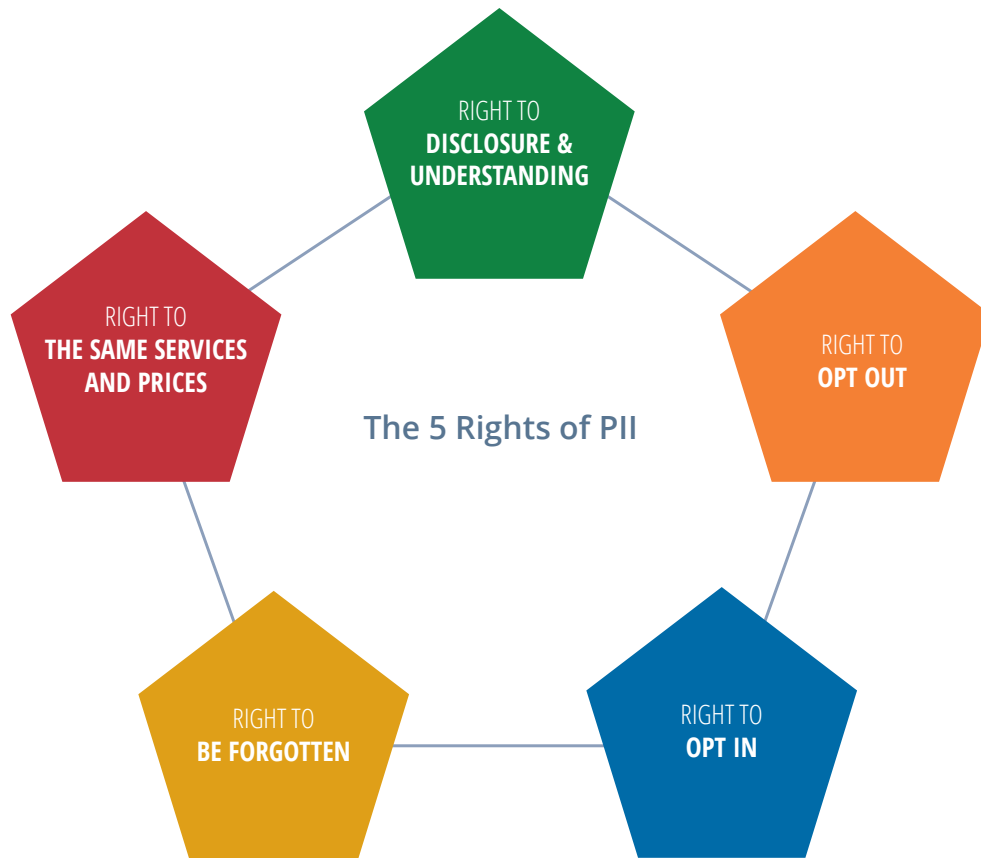 RIGHT TO
DISCLOSURE &
UNDERSTANDING
RIGHT TO
THE SAME SERVICES
AND PRICES
RIGHT TO
OPT OUT
The 5 Rights of PII
RIGHT TO
BE FORGOTTEN
RIGHT TO
OPT IN